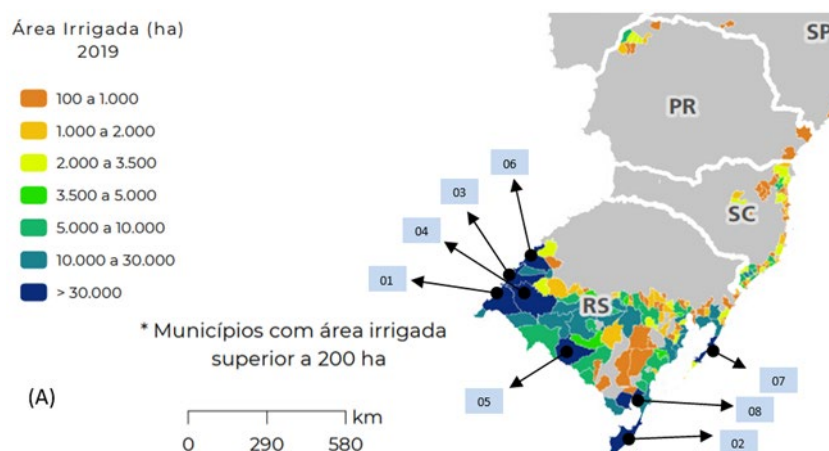 Área Irrigada (ha)
2019
100 a 1.000
1.000 a 2.000
2.000 a 3.500
3.500 a 5.000
5.000 a 10.000
10.000 a 30.000
> 30.000
* Municípios com área irrigada
superior a 200 ha
(A)
km
0 290 580
SP
PR
SC
RS
06
03
04
01
05
07
08
02